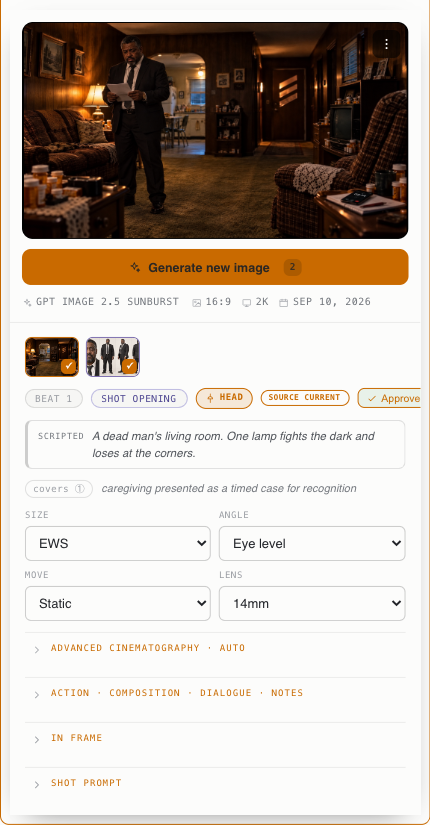 Generate new image 2
GPT IMAGE 2.5 SUNBURST 16:9 2K SEP 10, 2026
BEAT 1 SHOT OPENING HEAD SOURCE CURRENT Approve
SCRIPTED A dead man's living room. One lamp fights the dark and
loses at the corners.
covers ① caregiving presented as a timed case for recognition
SIZE ANGLE
EWS Eye level
MOVE LENS
Static 14mm
ADVANCED CINEMATOGRAPHY · AUTO
ACTION · COMPOSITION · DIALOGUE · NOTES
IN FRAME
SHOT PROMPT